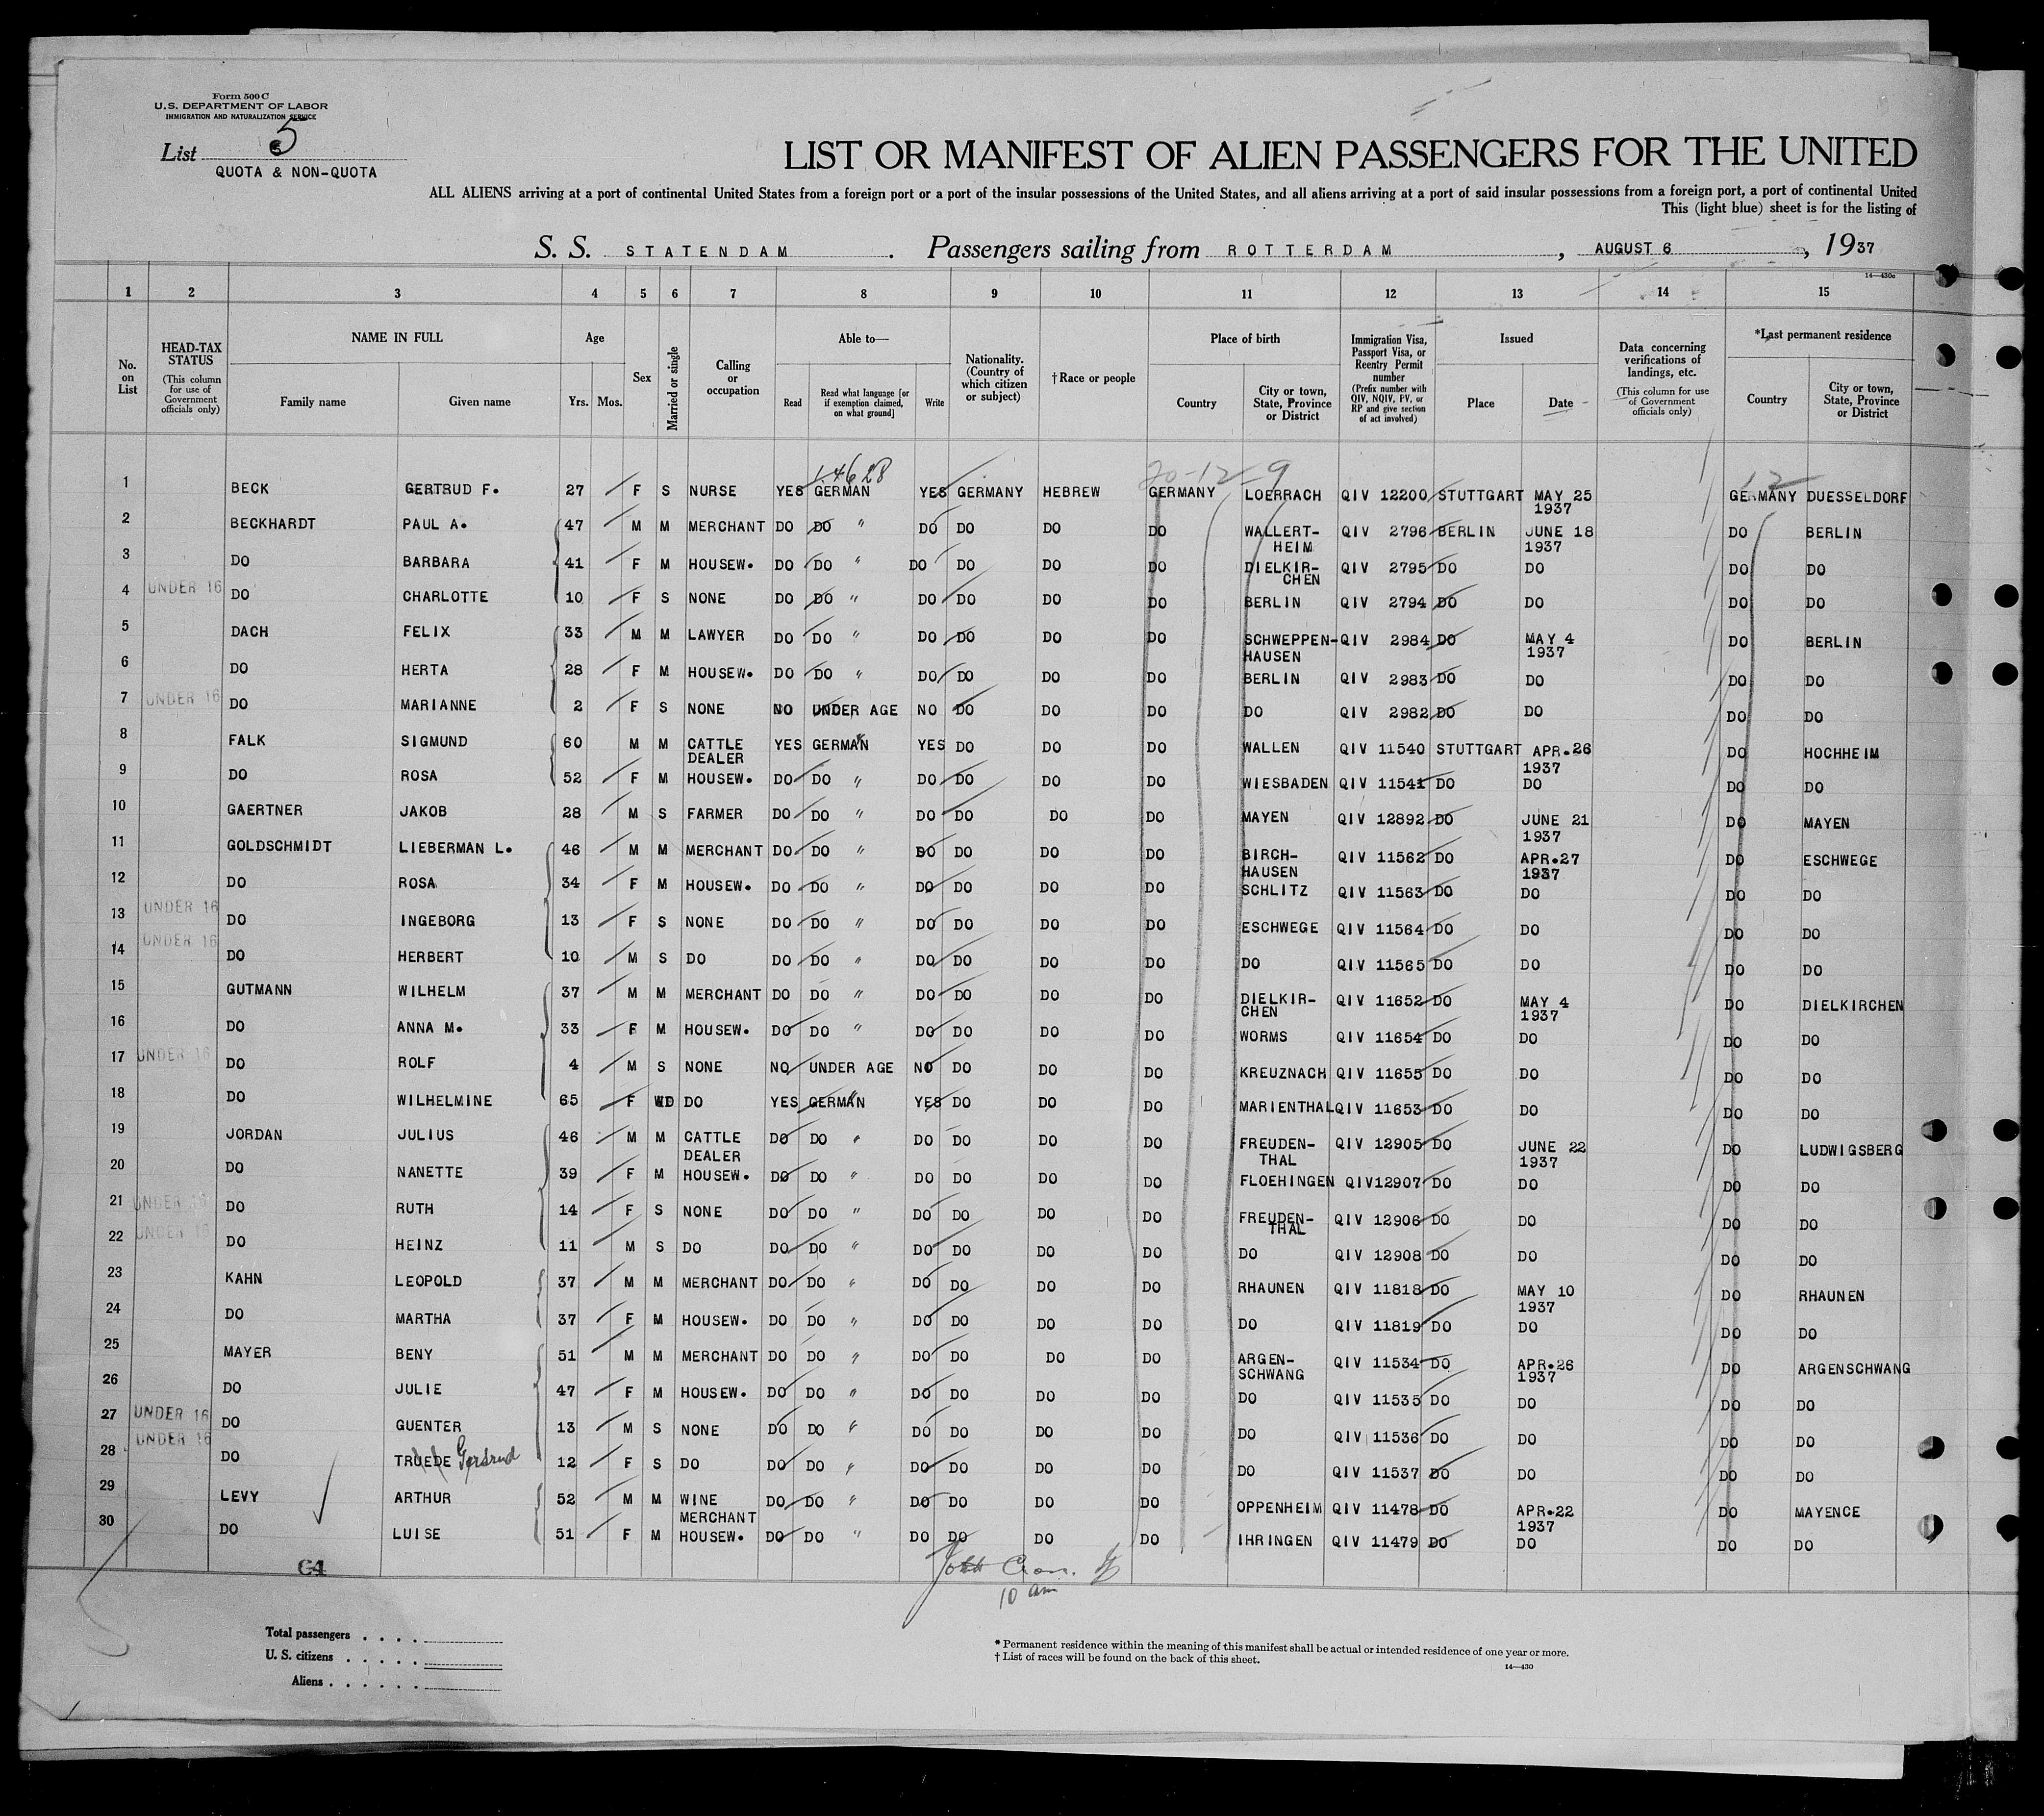 Form 500 C
U.S. DEPARTMENT OF LABOR
IMMIGRATION AND NATURALIZATION SERVICE
List 5
QUOTA & NON-QUOTA
LIST OR MANIFEST OF ALIEN PASSENGERS FOR THE UNITED
ALL ALIENS arriving at a port of continental United States from a foreign port or a port of the insular possessions of the United States, and all aliens arriving at a port of said insular possessions from a foreign port, a port of continental United
This (light blue) sheet is for the listing of
S. S. STATENDAM. Passengers sailing from ROTTERDAM, AUGUST 6, 1937
14—430c
1 2 3 4 5 6 7 8 9 10 11 12 13 14 15
No. on List
HEAD-TAX STATUS (This column for use of Government officials only)
NAME IN FULL
Family name Given name
Age
Yrs. Mos.
Sex
Married or single
Calling or occupation
Able to—
Read Read what language [or if exemption claimed, on what ground] Write
Nationality. (Country of which citizen or subject)
† Race or people
Place of birth
Country City or town, State, Province or District
Immigration Visa, Passport Visa, or Reentry Permit number (Prefix number with QIV, NQIV, PV, or RP and give section of act involved)
Issued
Place Date
Data concerning verifications of landings, etc. (This column for use of Government officials only)
*Last permanent residence
Country City or town, State, Province or District
20-12-9 12
1 BECK GERTRUD F. 27 F S NURSE YES GERMAN YES GERMANY HEBREW GERMANY LOERRACH QIV 12200 STUTTGART MAY 25 1937 GERMANY DUESSELDORF
2 BECKHARDT PAUL A. 47 M M MERCHANT DO DO " DO DO DO DO WALLERT-HEIM QIV 2796 BERLIN JUNE 18 1937 DO BERLIN
3 DO BARBARA 41 F M HOUSEW. DO DO " DO DO DO DO DIELKIR-CHEN QIV 2795 DO DO DO DO
4 UNDER 16 DO CHARLOTTE 10 F S NONE DO DO " DO DO DO DO BERLIN QIV 2794 DO DO DO DO
5 DACH FELIX 33 M M LAWYER DO DO " DO DO DO DO SCHWEPPEN-HAUSEN QIV 2984 DO MAY 4 1937 DO BERLIN
6 DO HERTA 28 F M HOUSEW. DO DO " DO DO DO DO BERLIN QIV 2983 DO DO DO DO
7 UNDER 16 DO MARIANNE 2 F S NONE NO UNDER AGE NO DO DO DO DO QIV 2982 DO DO DO DO
8 FALK SIGMUND 60 M M CATTLE DEALER YES GERMAN YES DO DO DO WALLEN QIV 11540 STUTTGART APR.26 1937 DO HOCHHEIM
9 DO ROSA 52 F M HOUSEW. DO DO " DO DO DO DO WIESBADEN QIV 11541 DO DO DO DO
10 GAERTNER JAKOB 28 M S FARMER DO DO " DO DO DO DO MAYEN QIV 12892 DO JUNE 21 1937 DO MAYEN
11 GOLDSCHMIDT LIEBERMAN L. 46 M M MERCHANT DO DO " DO DO DO DO BIRCH-HAUSEN QIV 11562 DO APR.27 1937 DO ESCHWEGE
12 DO ROSA 34 F M HOUSEW. DO DO " DO DO DO DO SCHLITZ QIV 11563 DO DO DO DO
13 UNDER 16 DO INGEBORG 13 F S NONE DO DO " DO DO DO DO ESCHWEGE QIV 11564 DO DO DO DO
14 UNDER 16 DO HERBERT 10 M S DO DO DO " DO DO DO DO DO QIV 11565 DO DO DO DO
15 GUTMANN WILHELM 37 M M MERCHANT DO DO " DO DO DO DO DIELKIR-CHEN QIV 11652 DO MAY 4 1937 DO DIELKIRCHEN
16 DO ANNA M. 33 F M HOUSEW. DO DO " DO DO DO DO WORMS QIV 11654 DO DO DO DO
17 UNDER 16 DO ROLF 4 M S NONE NO UNDER AGE NO DO DO DO KREUZNACH QIV 11655 DO DO DO DO
18 DO WILHELMINE 65 F WD DO YES GERMAN YES DO DO DO MARIENTHAL QIV 11653 DO DO DO DO
19 JORDAN JULIUS 46 M M CATTLE DEALER DO DO " DO DO DO DO FREUDEN-THAL QIV 12905 DO JUNE 22 1937 DO LUDWIGSBERG
20 DO NANETTE 39 F M HOUSEW. DO DO " DO DO DO DO FLOEHINGEN QIV12907 DO DO DO DO
21 UNDER 16 DO RUTH 14 F S NONE DO DO " DO DO DO DO FREUDEN-THAL QIV 12906 DO DO DO DO
22 UNDER 16 DO HEINZ 11 M S DO DO DO " DO DO DO DO DO QIV 12908 DO DO DO DO
23 KAHN LEOPOLD 37 M M MERCHANT DO DO " DO DO DO DO RHAUNEN QIV 11818 DO MAY 10 1937 DO RHAUNEN
24 DO MARTHA 37 F M HOUSEW. DO DO " DO DO DO DO DO QIV 11819 DO DO DO DO
25 MAYER BENY 51 M M MERCHANT DO DO " DO DO DO DO ARGEN-SCHWANG QIV 11534 DO APR.26 1937 DO ARGENSCHWANG
26 DO JULIE 47 F M HOUSEW. DO DO " DO DO DO DO DO QIV 11535 DO DO DO DO
27 UNDER 16 DO GUENTER 13 M S NONE DO DO " DO DO DO DO DO QIV 11536 DO DO DO DO
28 UNDER 16 DO TRUEDE Gertrud 12 F S DO DO DO " DO DO DO DO DO QIV 11537 DO DO DO DO
29 LEVY ARTHUR 52 M M WINE MERCHANT DO DO " DO DO DO DO OPPENHEIM QIV 11478 DO APR.22 1937 DO MAYENCE
30 DO LUISE 51 F M HOUSEW. DO DO " DO DO DO DO IHRINGEN QIV 11479 DO DO DO DO
C4
10 am
Total passengers
U. S. citizens
Aliens
* Permanent residence within the meaning of this manifest shall be actual or intended residence of one year or more.
† List of races will be found on the back of this sheet.
14—430